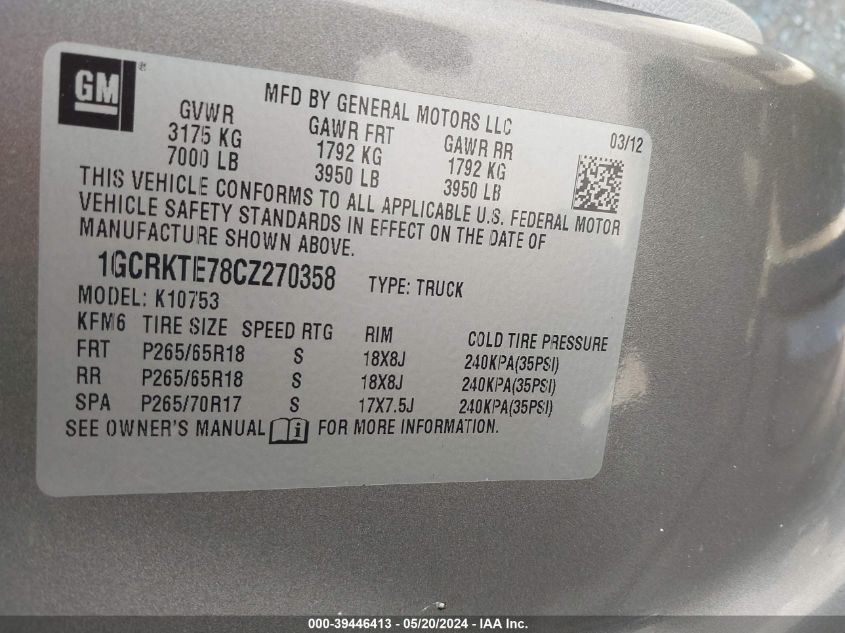 GM
MFD BY GENERAL MOTORS LLC
03/12
GVWR GAWR FRT GAWR RR
3175 KG 1792 KG 1792 KG
7000 LB 3950 LB 3950 LB
THIS VEHICLE CONFORMS TO ALL APPLICABLE U.S. FEDERAL MOTOR
VEHICLE SAFETY STANDARDS IN EFFECT ON THE DATE OF
MANUFACTURE SHOWN ABOVE.
1GCRKTE78CZ270358 TYPE: TRUCK
MODEL: K10753
KFM6 TIRE SIZE SPEED RTG RIM COLD TIRE PRESSURE
FRT P265/65R18 S 18X8J 240KPA(35PSI)
RR P265/65R18 S 18X8J 240KPA(35PSI)
SPA P265/70R17 S 17X7.5J 240KPA(35PSI)
SEE OWNER'S MANUAL i FOR MORE INFORMATION.
000-39446413 - 05/20/2024 - IAA Inc.